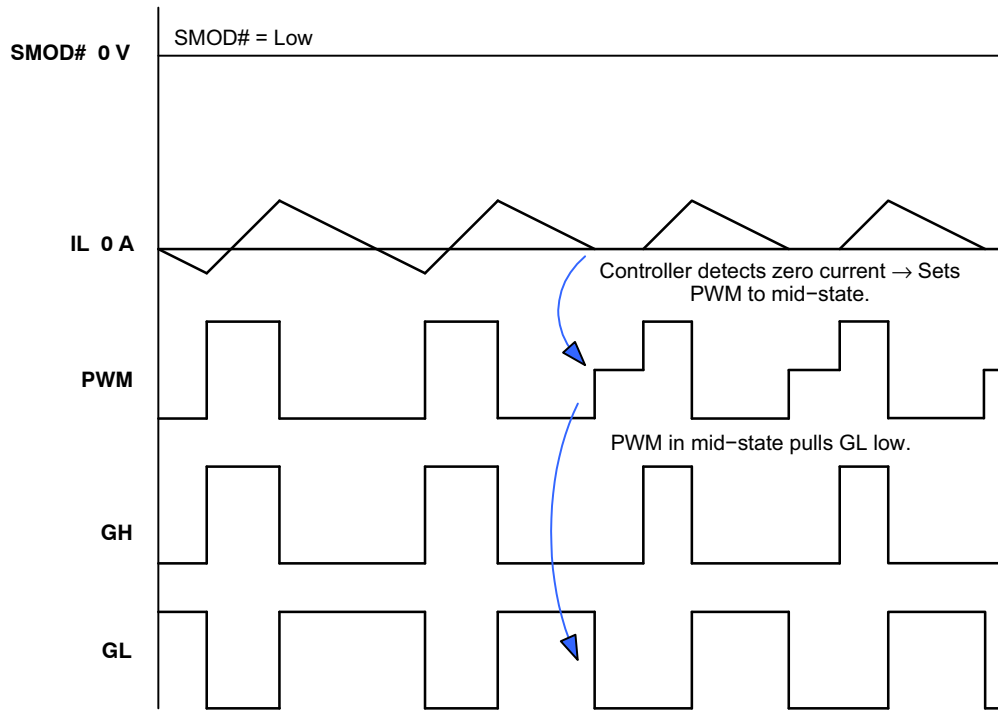 SMOD# = Low
SMOD# 0 V
IL 0 A
Controller detects zero current → Sets
PWM to mid−state.
PWM
PWM in mid−state pulls GL low.
GH
GL